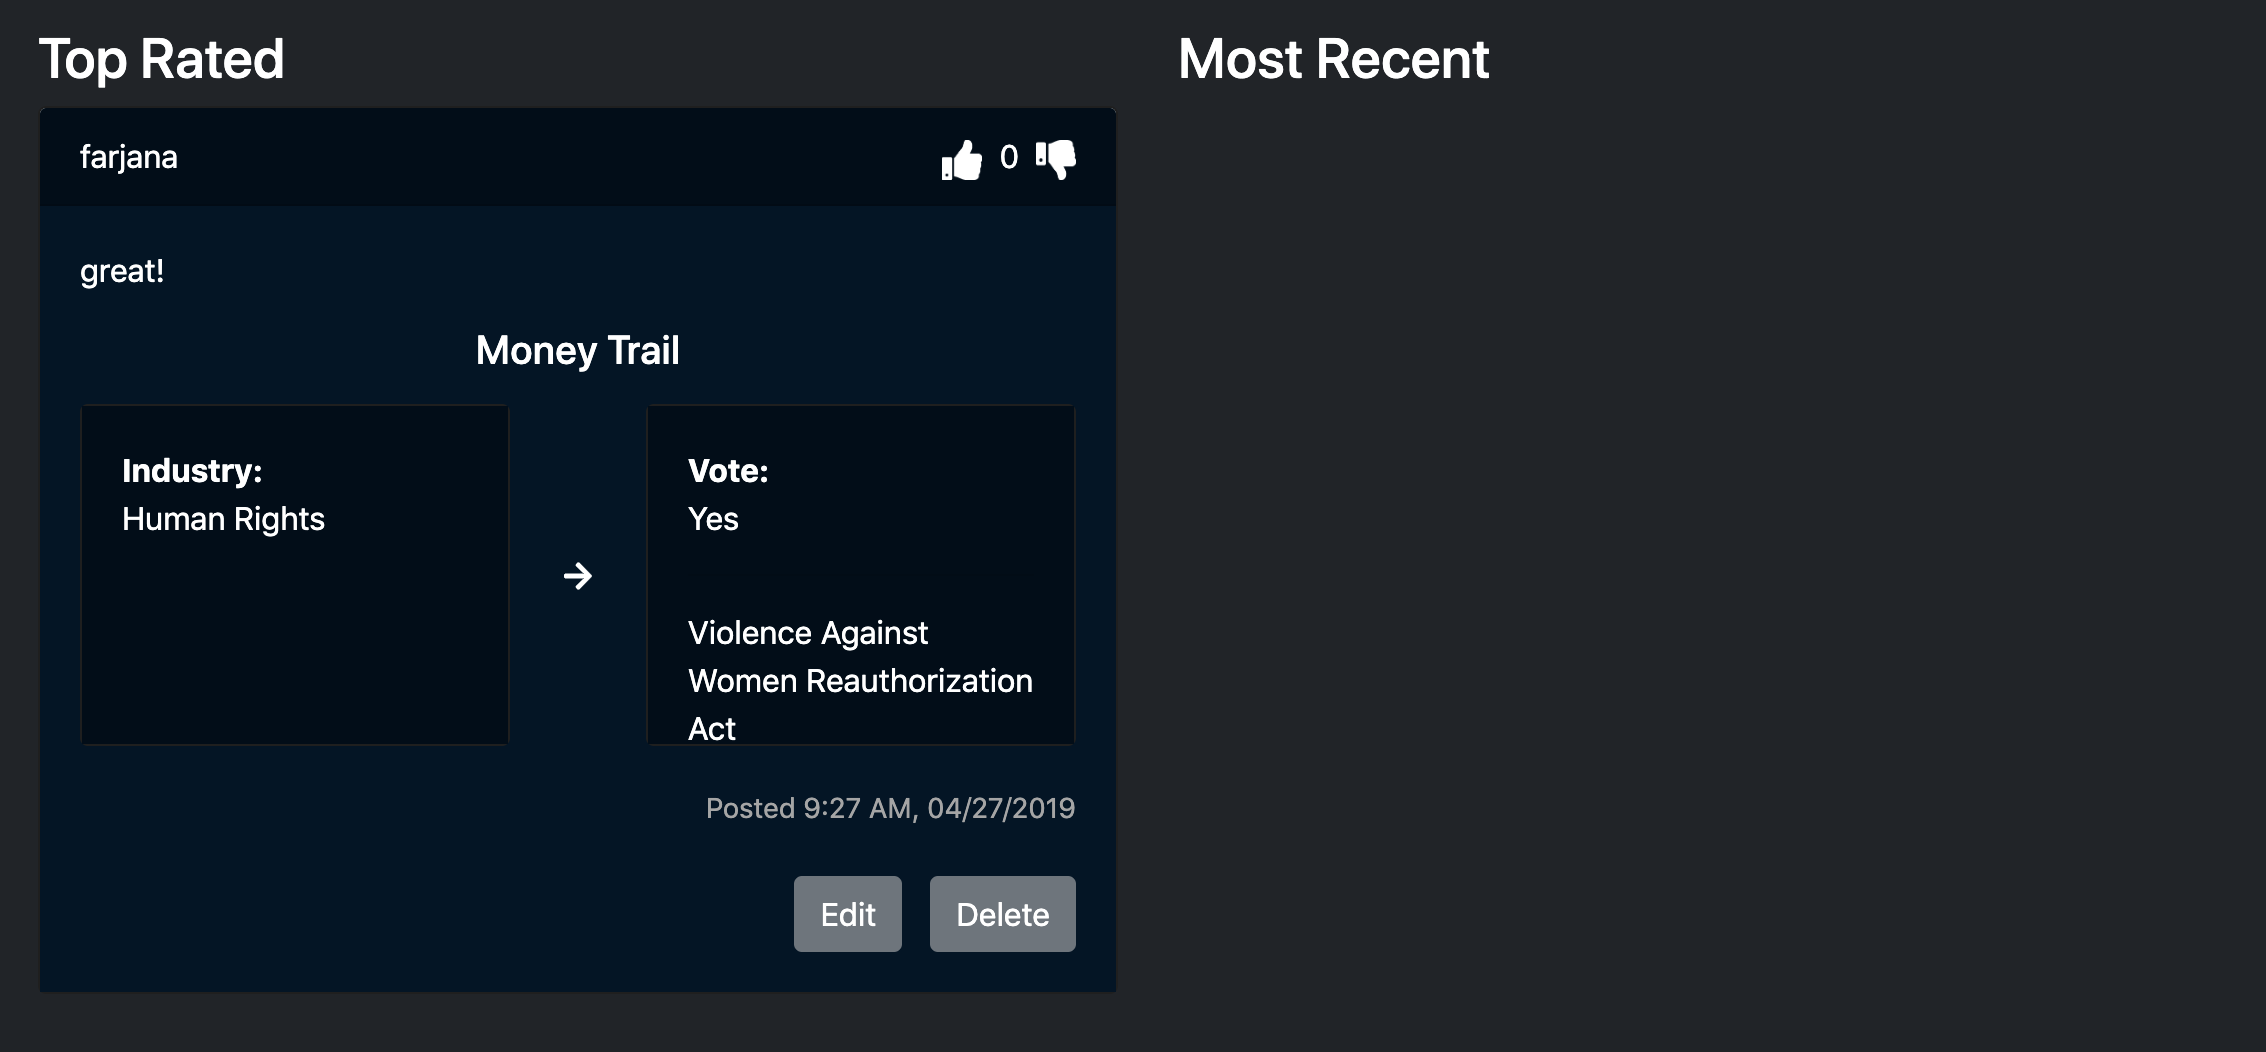 Top Rated
Most Recent
farjana
0
great!
Money Trail
Industry:
Human Rights
Vote:
Yes
Violence Against
Women Reauthorization
Act
Posted 9:27 AM, 04/27/2019
Edit
Delete